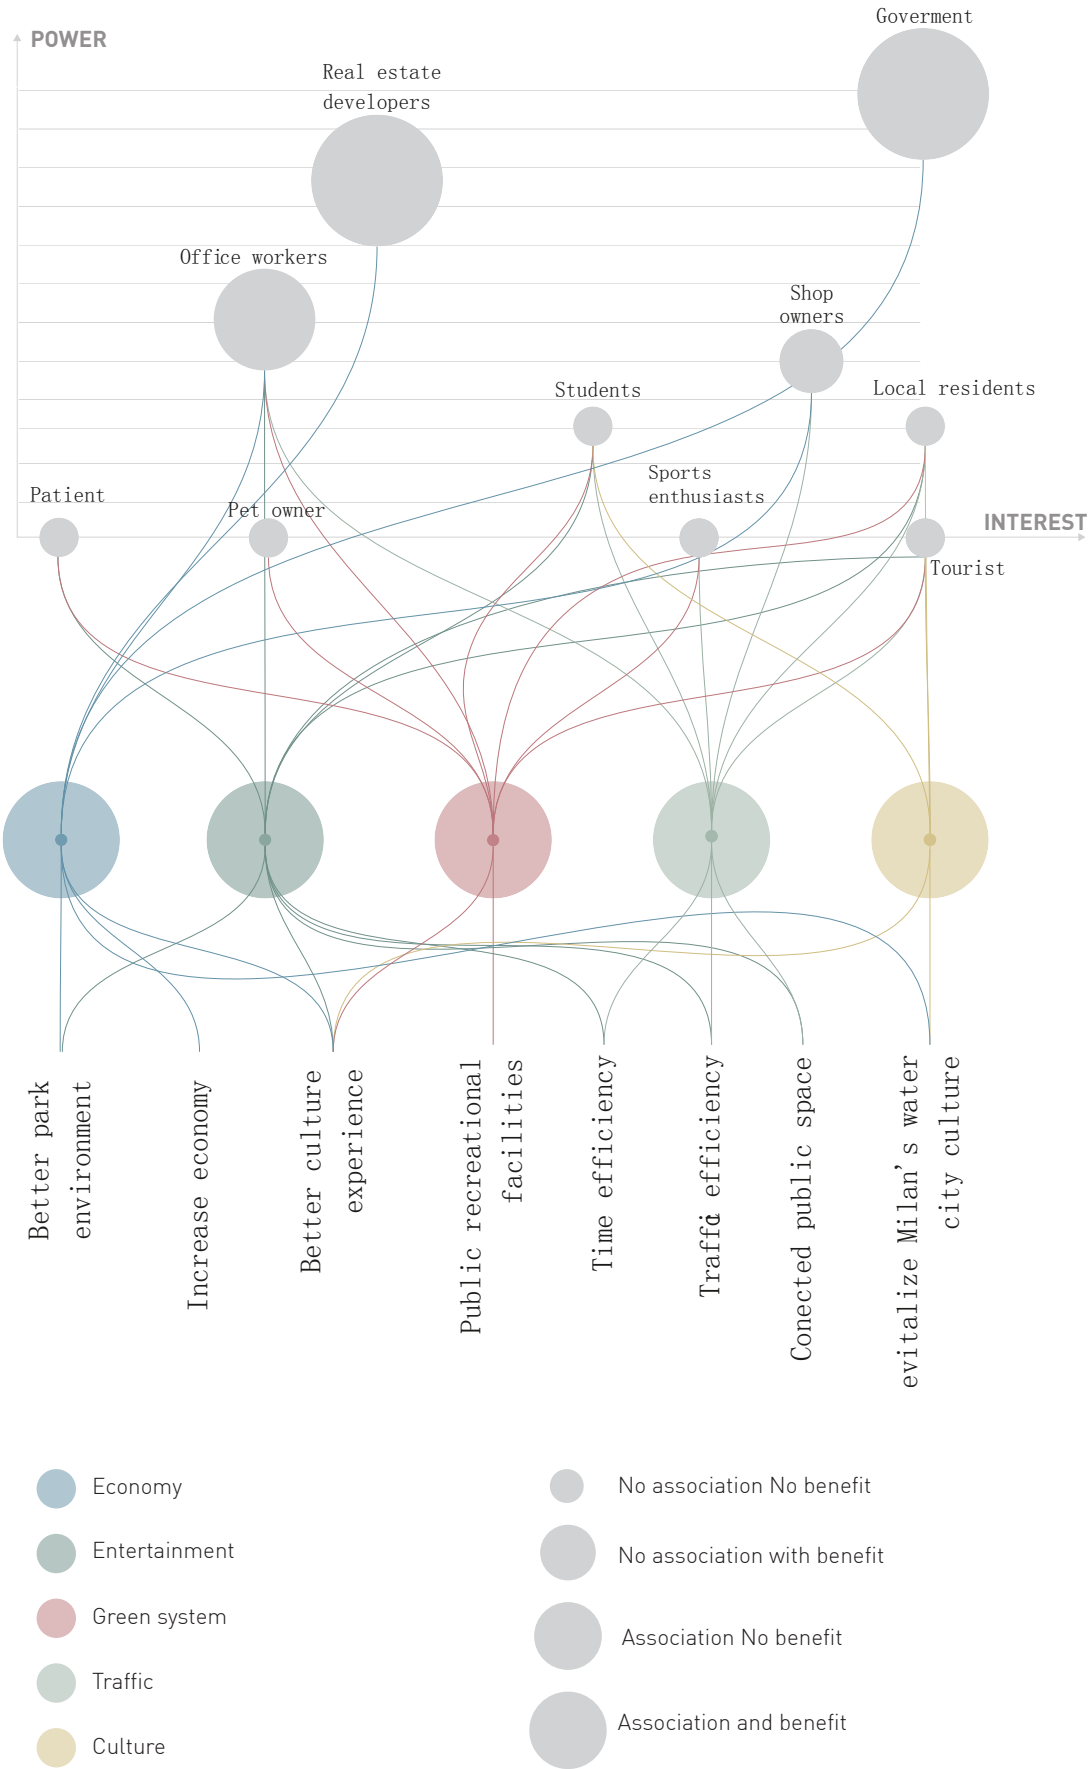 Goverment
POWER
Real estate
developers
Office workers
Shop
owners
Students
Local residents
Sports
enthusiasts
Patient
Pet owner
INTEREST
Tourist
Better park
environment
Increase economy
Better culture
experience
Public recreational
facilities
Time efficiency
Traffic efficiency
Conected public space
evitalize Milan's water
city culture
Economy
Entertainment
Green system
Traffic
Culture
No association No benefit
No association with benefit
Association No benefit
Association and benefit